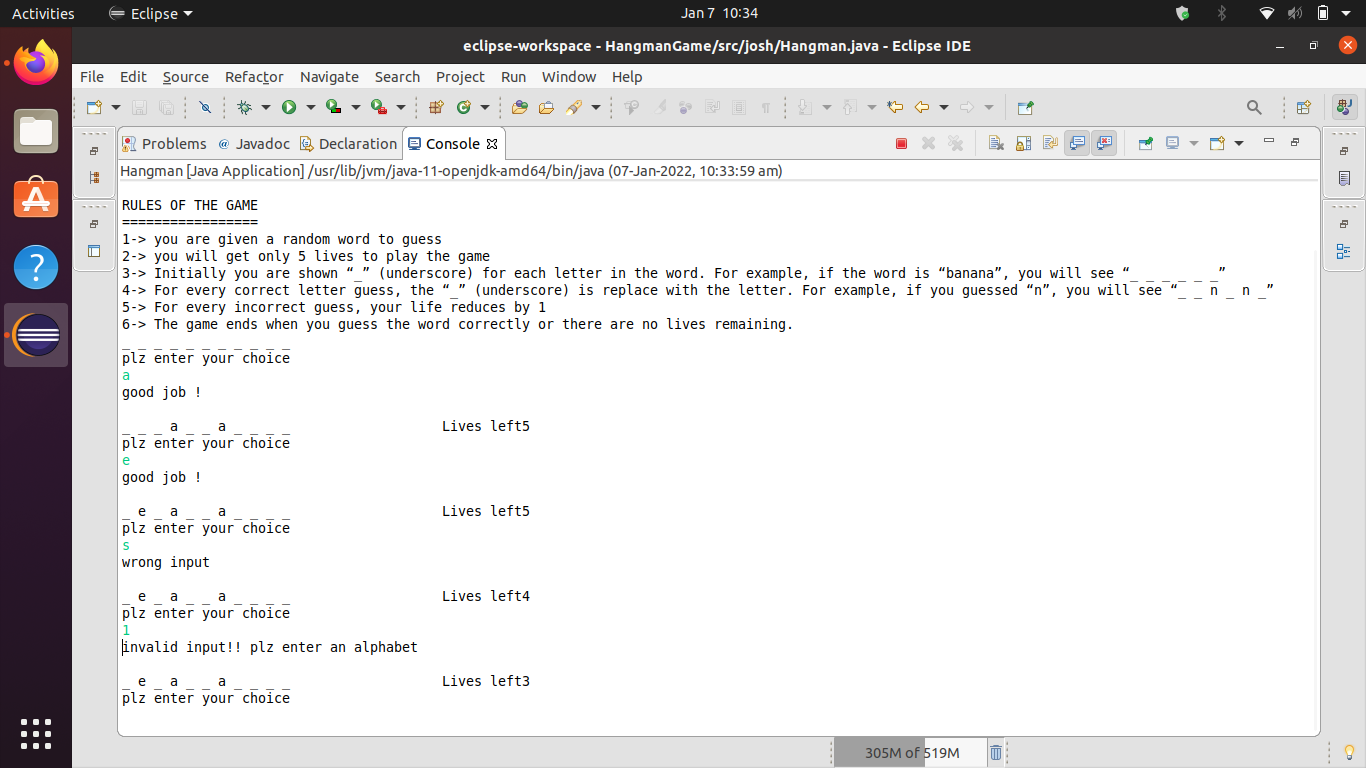 Activities Eclipse Jan 7 10:34
eclipse-workspace - HangmanGame/src/josh/Hangman.java - Eclipse IDE
File Edit Source Refactor Navigate Search Project Run Window Help
Problems @ Javadoc Declaration Console
Hangman [Java Application] /usr/lib/jvm/java-11-openjdk-amd64/bin/java (07-Jan-2022, 10:33:59 am)
RULES OF THE GAME
=================
1-> you are given a random word to guess
2-> you will get only 5 lives to play the game
3-> Initially you are shown “_” (underscore) for each letter in the word. For example, if the word is “banana”, you will see “_ _ _ _ _ _”
4-> For every correct letter guess, the “_” (underscore) is replace with the letter. For example, if you guessed “n”, you will see “_ _ n _ n _”
5-> For every incorrect guess, your life reduces by 1
6-> The game ends when you guess the word correctly or there are no lives remaining.
_ _ _ _ _ _ _ _ _ _ _
plz enter your choice
a
good job !
_ _ _ a _ _ a _ _ _ _ Lives left5
plz enter your choice
e
good job !
_ e _ a _ _ a _ _ _ _ Lives left5
plz enter your choice
s
wrong input
_ e _ a _ _ a _ _ _ _ Lives left4
plz enter your choice
1
invalid input!! plz enter an alphabet
_ e _ a _ _ a _ _ _ _ Lives left3
plz enter your choice
305M of 519M